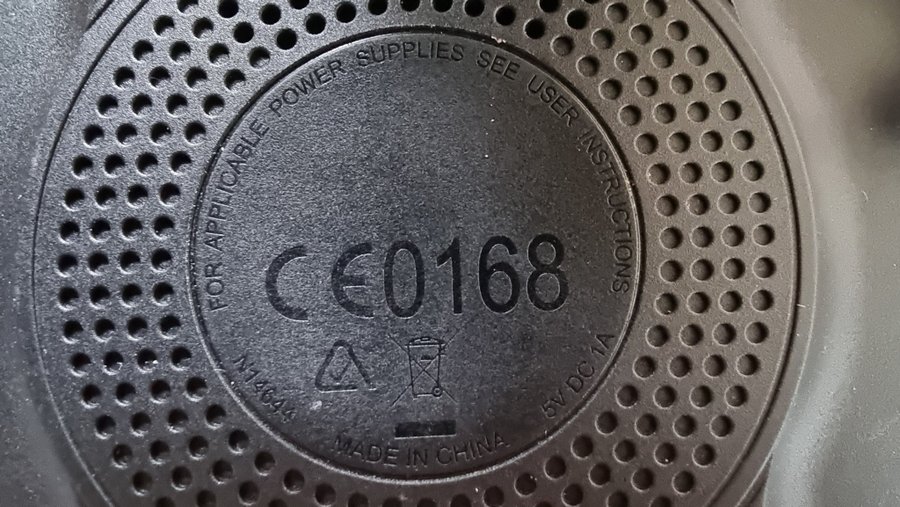 FOR APPLICABLE POWER SUPPLIES SEE USER INSTRUCTIONS
CE0168
N14644
5V DC 1A
MADE IN CHINA